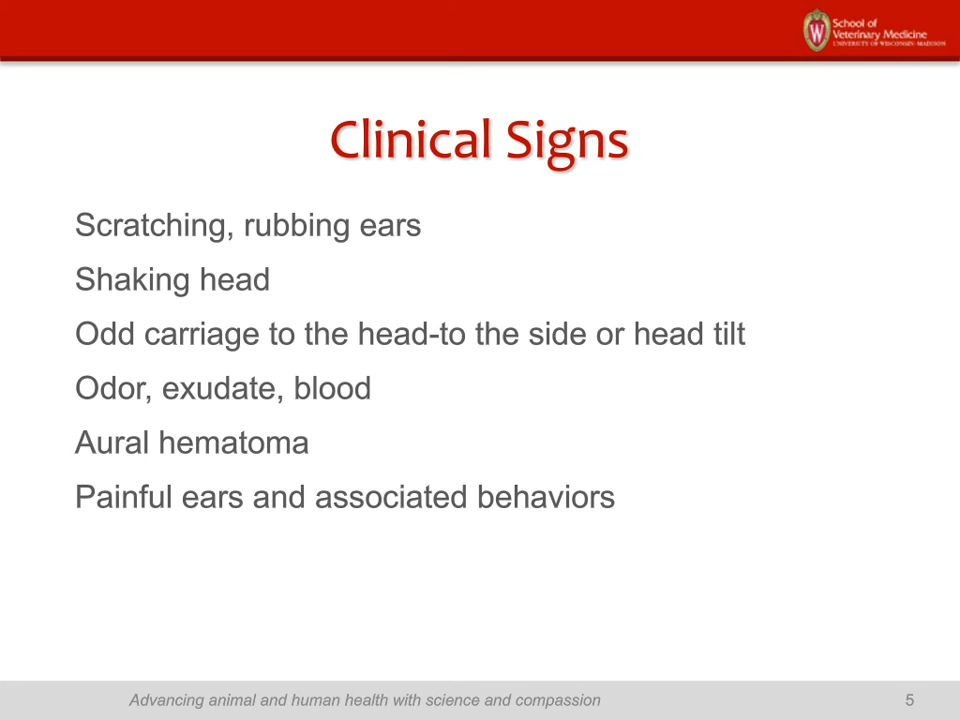 School of
Veterinary Medicine
UNIVERSITY OF WISCONSIN-MADISON
Clinical Signs
Scratching, rubbing ears
Shaking head
Odd carriage to the head-to the side or head tilt
Odor, exudate, blood
Aural hematoma
Painful ears and associated behaviors
Advancing animal and human health with science and compassion
5